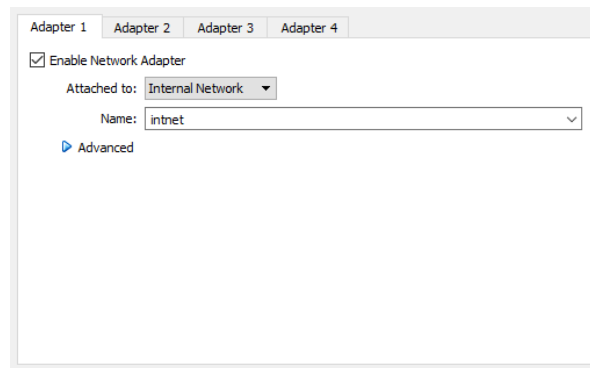 Adapter 1 Adapter 2 Adapter 3 Adapter 4
Enable Network Adapter
Attached to: Internal Network
Name: intnet
Advanced